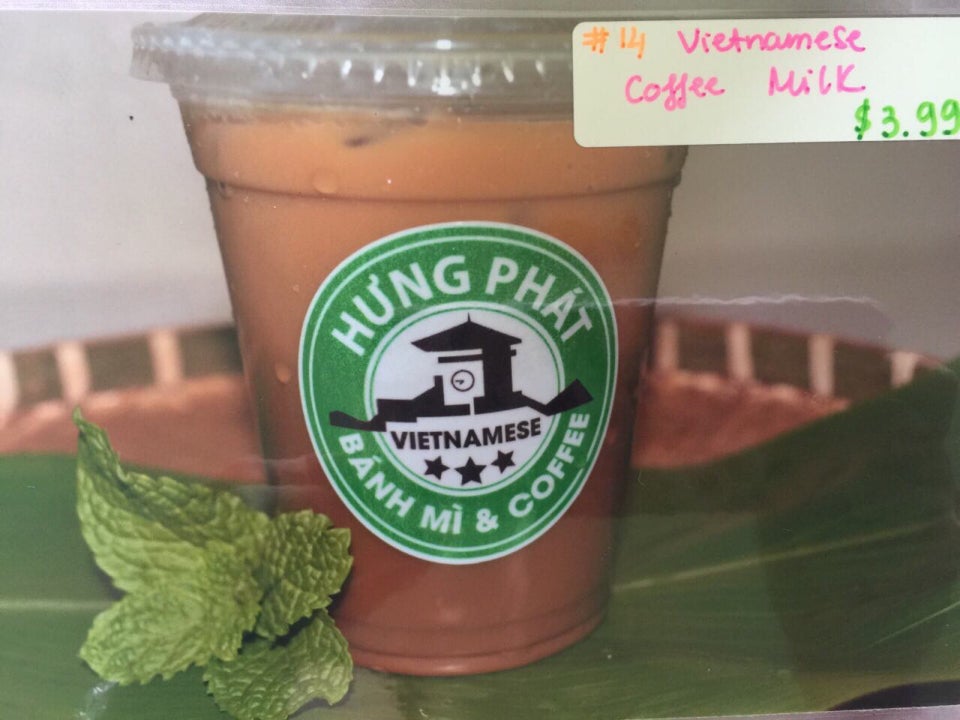 #14 Vietnamese
Coffee Milk
$3.99
HƯNG PHÁT
VIETNAMESE
BÁNH MÌ & COFFEE